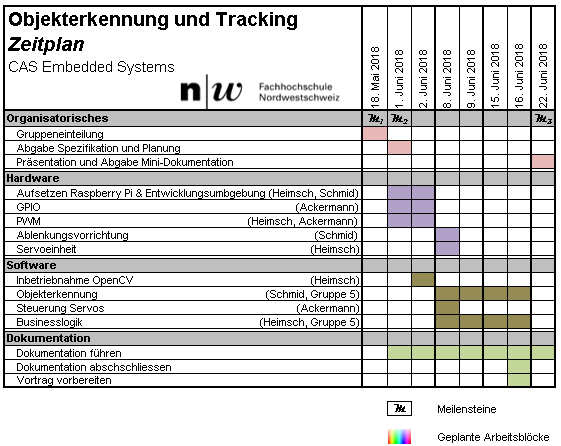 Objekterkennung und Tracking
Zeitplan
CAS Embedded Systems
n|w Fachhochschule
Nordwestschweiz
18. Mai 2018
1. Juni 2018
2. Juni 2018
8. Juni 2018
9. Juni 2018
15. Juni 2018
16. Juni 2018
22. Juni 2018
Organisatorisches M1 M2 M3
Gruppeneinteilung
Abgabe Spezifikation und Planung
Präsentation und Abgabe Mini-Dokumentation
Hardware
Aufsetzen Raspberry Pi & Entwicklungsumbgebung (Heimsch, Schmid)
GPIO (Ackermann)
PWM (Heimsch, Ackermann)
Ablenkungsvorrichtung (Schmid)
Servoeinheit (Heimsch)
Software
Inbetriebnahme OpenCV (Heimsch)
Objekterkennung (Schmid, Gruppe 5)
Steuerung Servos (Ackermann)
Businesslogik (Heimsch, Gruppe 5)
Dokumentation
Dokumentation führen
Dokumentation abschschliessen
Vortrag vorbereiten
M Meilensteine
Geplante Arbeitsblöcke